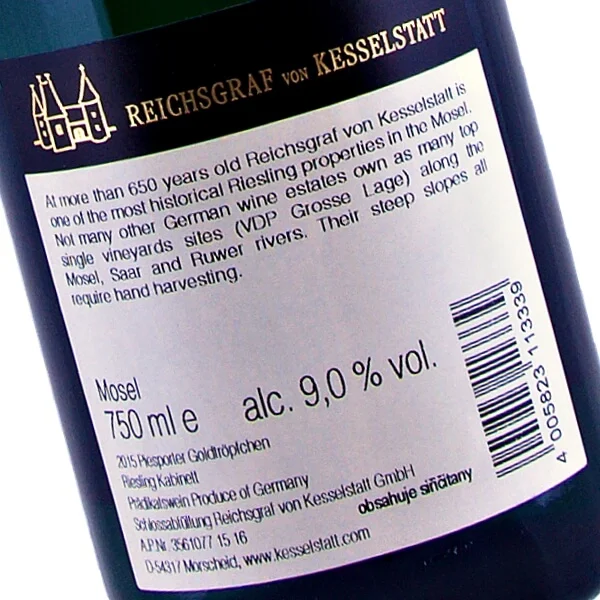 REICHSGRAF VON KESSELSTATT
At more than 650 years old Reichsgraf von Kesselstatt is
one of the most historical Riesling properties in the Mosel.
Not many other German wine estates own as many top
single vineyards sites (VDP Grosse Lage) along the
Mosel, Saar and Ruwer rivers. Their steep slopes all
require hand harvesting.
Mosel
750 ml e alc. 9,0 % vol.
2015 Piesporter Goldtröpfchen
Riesling Kabinett
Prädikatswein Produce of Germany
Schlossabfüllung Reichsgraf von Kesselstatt GmbH
obsahuje siřičitany
A.P.Nr. 3561077 15 16
D-54317 Morscheid, www.kesselstatt.com
4 005823 113339